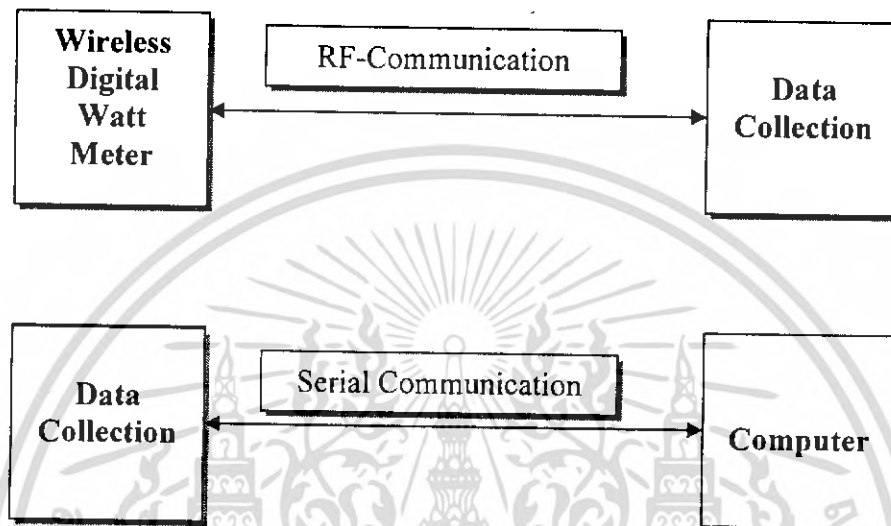 Wireless
Digital
Watt
Meter
RF-Communication
Data
Collection
Data
Collection
Serial Communication
Computer